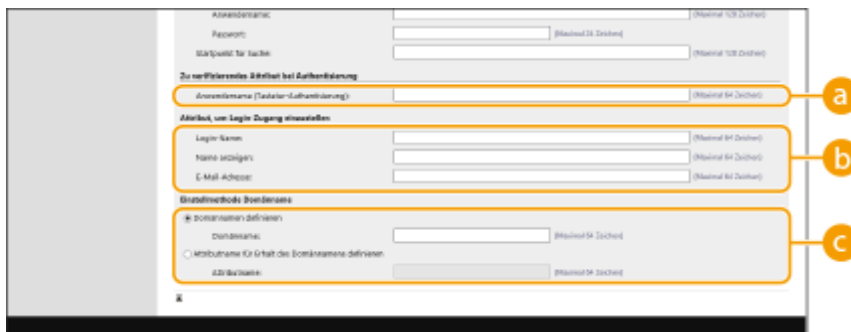 Anwendername: (Maximal 128 Zeichen)
Passwort: (Maximal 24 Zeichen)
Startpunkt für Suche: (Maximal 128 Zeichen)
Zu verifizierendes Attribut bei Authentisierung
Anwendername (Tastatur-Authentisierung): (Maximal 64 Zeichen)
a
Attribut, um Login Zugang einzustellen
Login-Name: (Maximal 64 Zeichen)
Name anzeigen: (Maximal 64 Zeichen)
b
E-Mail-Adresse: (Maximal 64 Zeichen)
Einstellmethode Domänname
Domännamen definieren
Domänname: (Maximal 64 Zeichen)
c
Attributname für Erhalt des Domännamens definieren
Attributname: (Maximal 64 Zeichen)